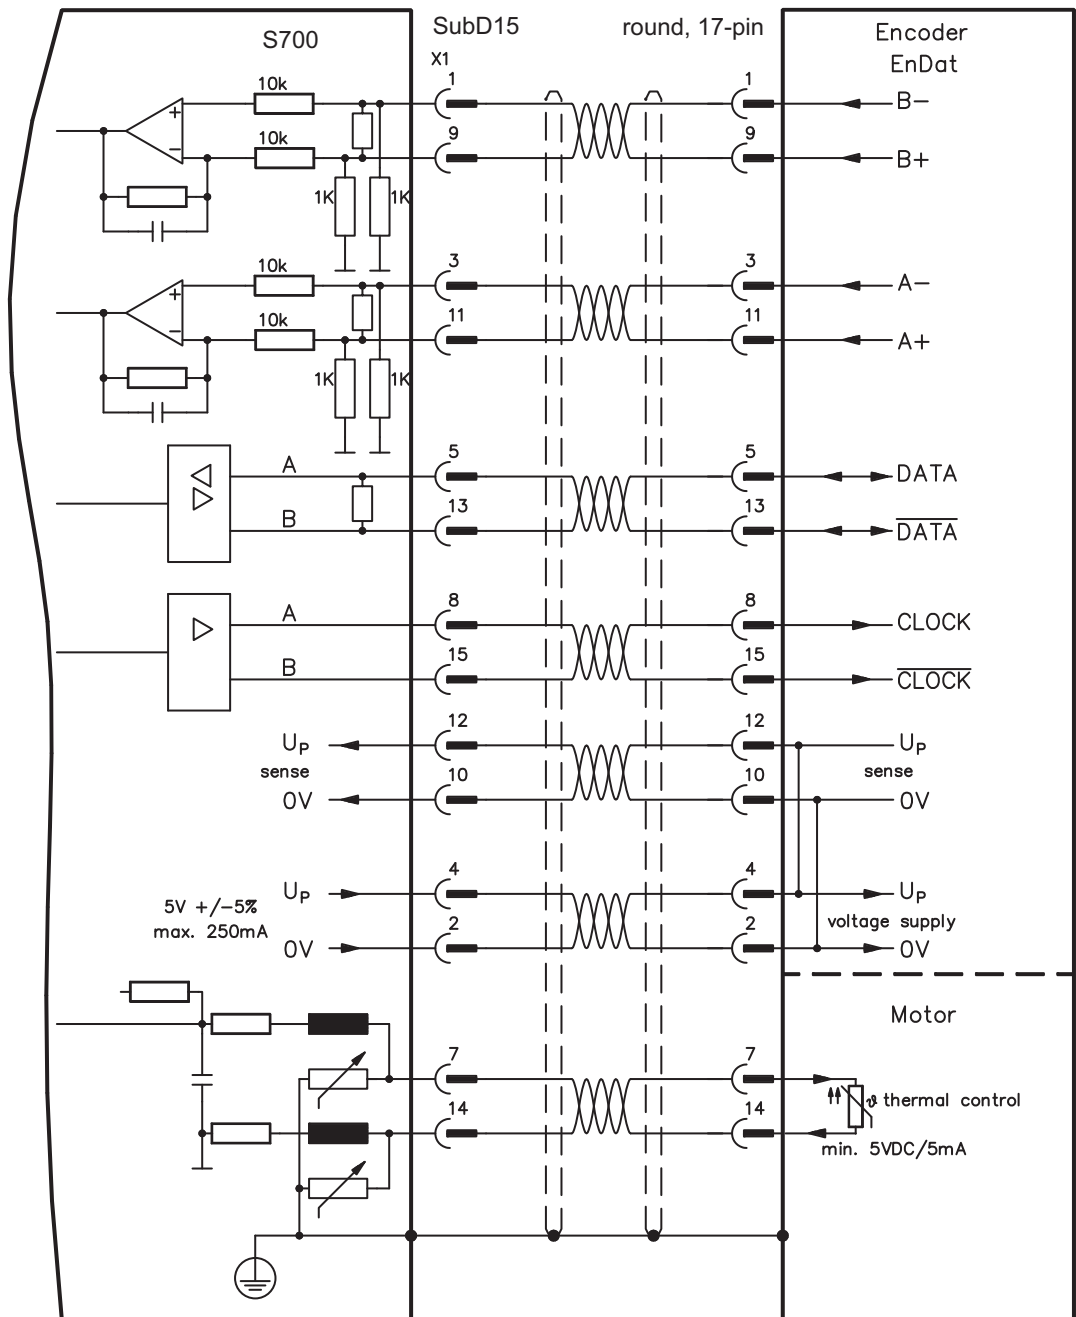 S700
SubD15
round, 17-pin
Encoder
EnDat
X1
10k
1
1
B-
10k
9
9
B+
1K
1K
10k
3
3
A-
10k
11
11
A+
1K
1K
A
5
5
DATA
B
13
13
DATA
A
8
8
CLOCK
B
15
15
CLOCK
UP
12
12
UP
sense
sense
0V
10
10
0V
UP
4
4
UP
5V +/-5%
max. 250mA
voltage supply
0V
2
2
0V
Motor
7
7
ϑ thermal control
14
14
min. 5VDC/5mA
+
-
+
-